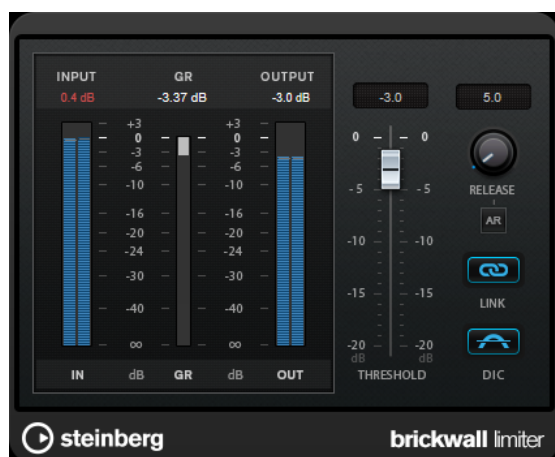 INPUT GR OUTPUT
0.4 dB -3.37 dB -3.0 dB
-3.0 5.0
+3 +3
0 0 0 0
-3 -3
-6 -6
-10 -10
-5 -5
RELEASE
-16 -16
AR
-20 -20
-10 -10
-24 -24
-30 -30
-15 -15
LINK
-40 -40
∞ ∞
-20 -20
dB dB
IN dB GR dB OUT
THRESHOLD DIC
steinberg brickwall limiter